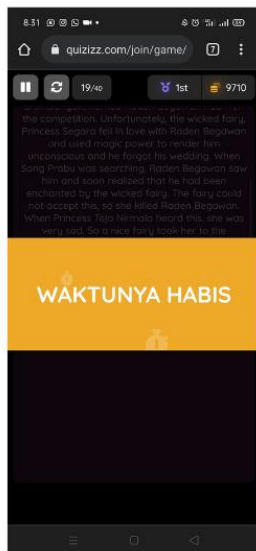 8.31
quizizz.com/join/game/
7
19/40
1st
9710
the competition. Unfortunately, the wicked fairy,
Princess Segara fell in love with Raden Begawan
and used magic power to render him
unconscious and he forgot his wedding. When
Sang Prabu was searching, Raden Begawan saw
him and soon realized that he had been
enchanted by the wicked fairy. The fairy could
not accept this, so she killed Raden Begawan.
When Princess Teja Nirmala heard this, she was
very sad. So a nice fairy took her to the
WAKTUNYA HABIS